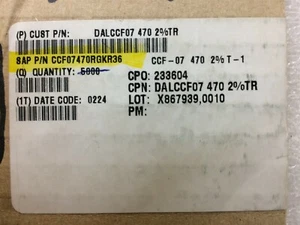 (P) CUST P/N: DALCCF07 470 2%TR
SAP P/N CCF07470RGKR36 CCF-07 470 2% T-1
(Q) QUANTITY: 5000
CPO: 233604
CPN: DALCCF07 470 2%TR
(1T) DATE CODE: 0224
LOT: X867939,0010
PM: